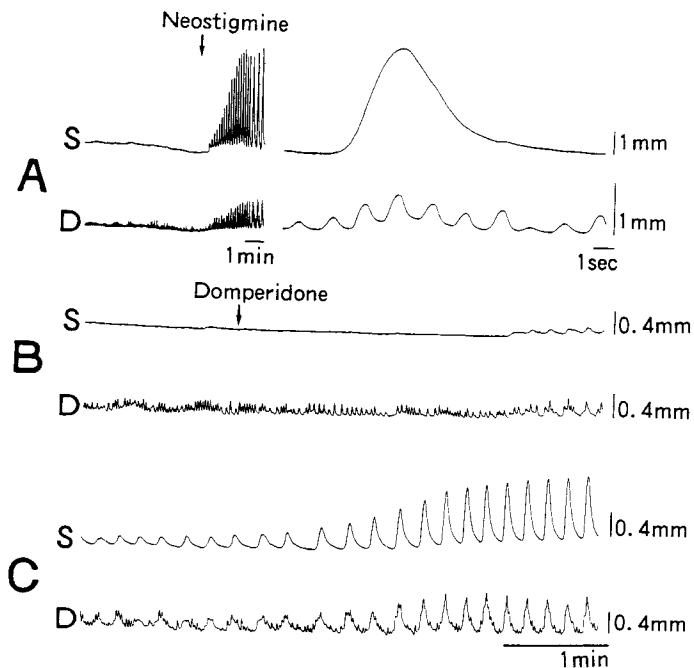 Neostigmine
S
1mm
A
D
1mm
1min
1sec
Domperidone
S
0.4mm
B
D
0.4mm
S
0.4mm
C
D
0.4mm
1min